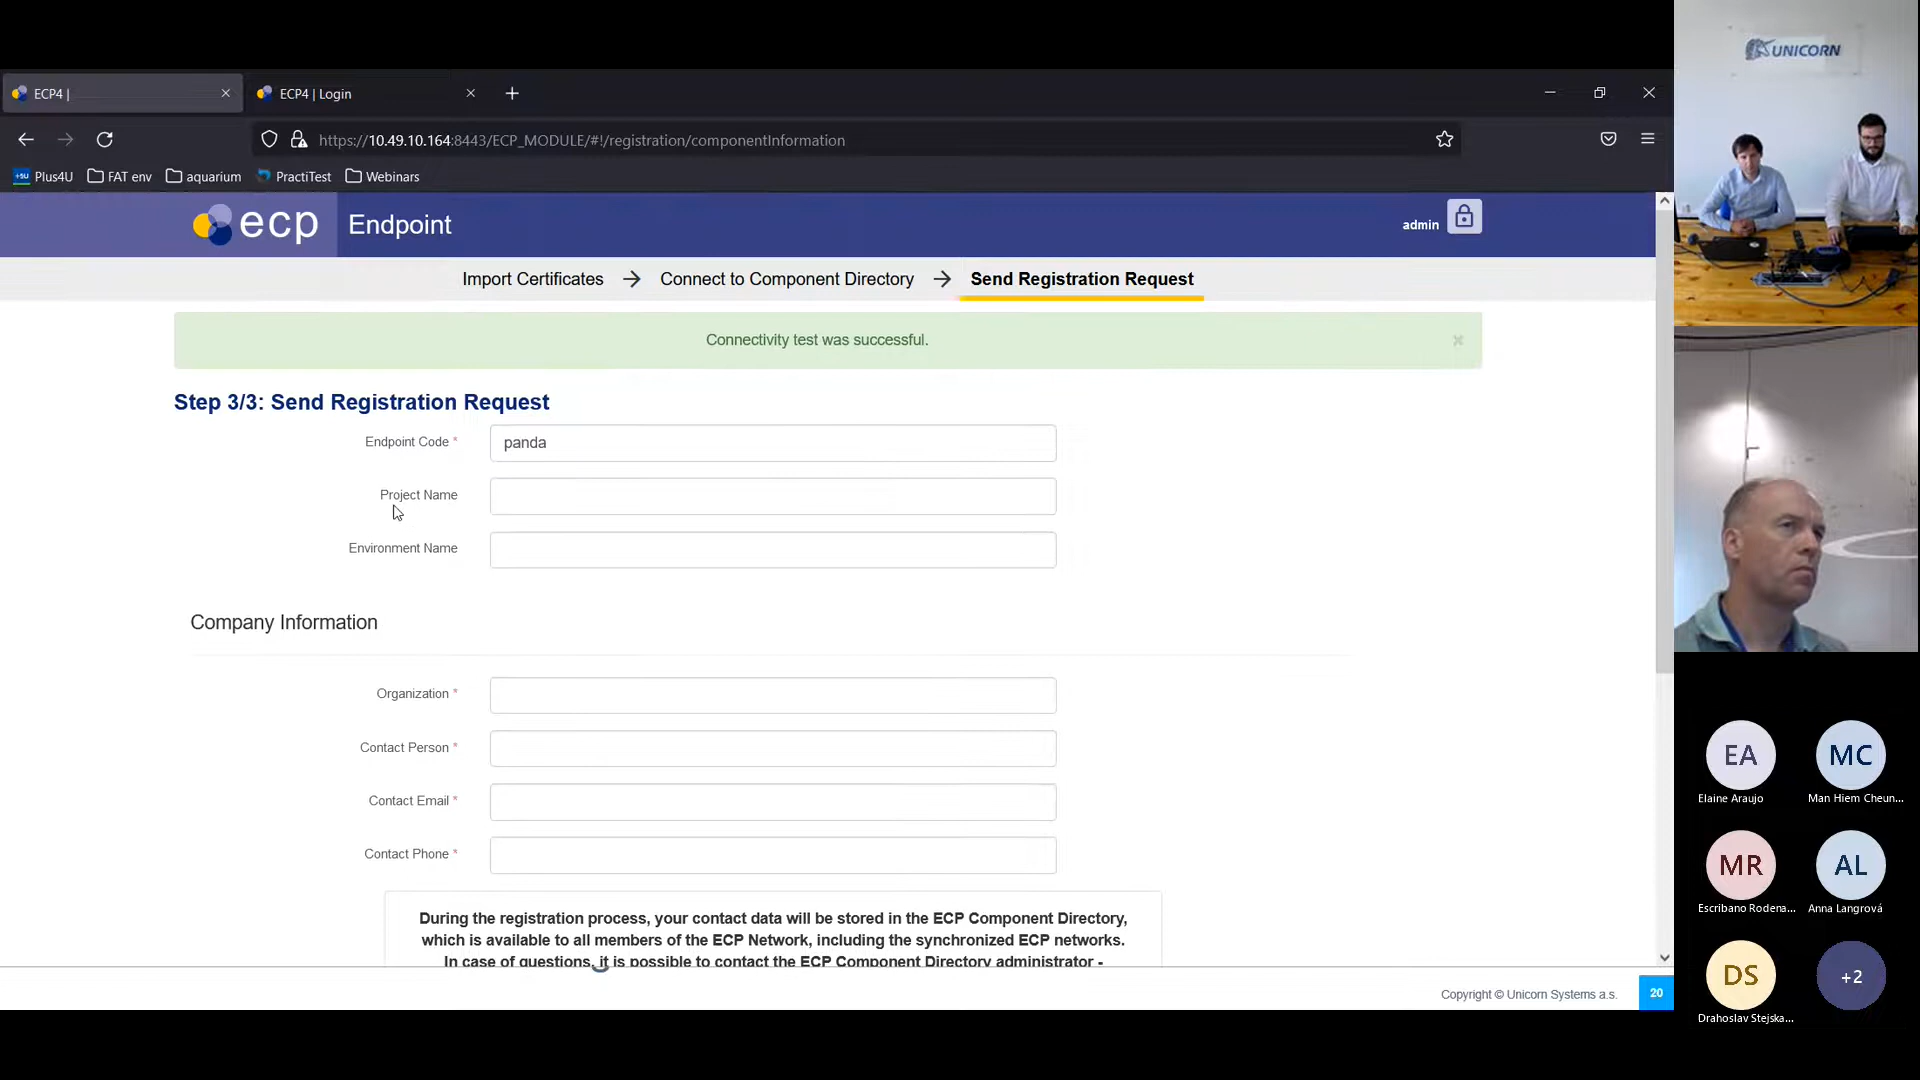 ECP4 |
ECP4 | Login
https://10.49.10.164:8443/ECP_MODULE/#!/registration/componentInformation
+5U Plus4U
FAT env
aquarium
PractiTest
Webinars
ecp
Endpoint
admin
Import Certificates
Connect to Component Directory
Send Registration Request
Connectivity test was successful.
Step 3/3: Send Registration Request
Endpoint Code *
panda
Project Name
Environment Name
Company Information
Organization *
Contact Person *
Contact Email *
Contact Phone *
During the registration process, your contact data will be stored in the ECP Component Directory,
which is available to all members of the ECP Network, including the synchronized ECP networks.
In case of questions, it is possible to contact the ECP Component Directory administrator -
Copyright © Unicorn Systems a.s.
20
UNICORN
EA
Elaine Araujo
MC
Man Hiem Cheun...
MR
Escribano Rodena...
AL
Anna Langrová
DS
Drahoslav Stejska...
+2